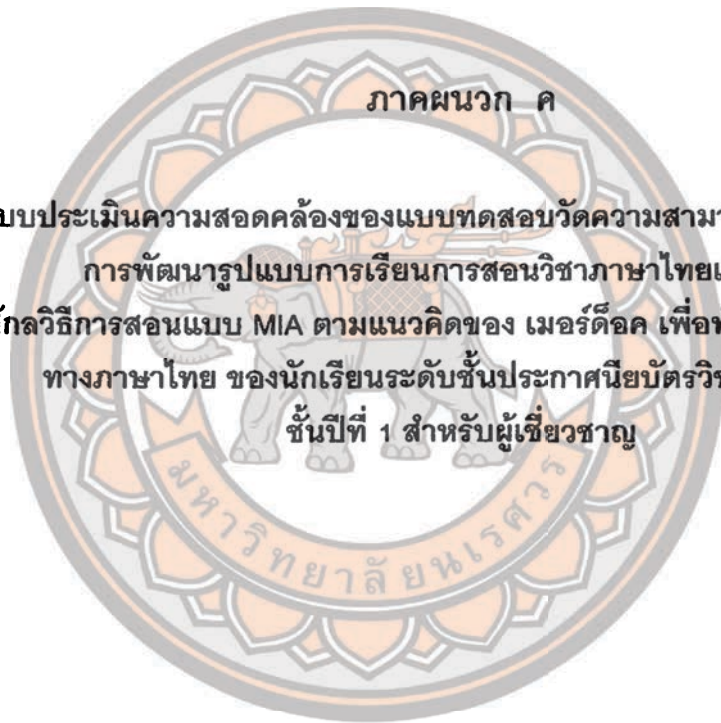 ภาคผนวก ค
แบบประเมินความสอดคล้องของแบบทดสอบวัดความสามา
การพัฒนารูปแบบการเรียนการสอนวิชาภาษาไทยเ
กลวิธีการสอนแบบ MIA ตามแนวคิดของ เมอร์ด็อค เพื่อ
ทางภาษาไทย ของนักเรียนระดับชั้นประกาศนียบัตรวิ
ชั้นปีที่ 1 สำหรับผู้เชี่ยวชาญ
มหาวิทยาลัยนเรศวร